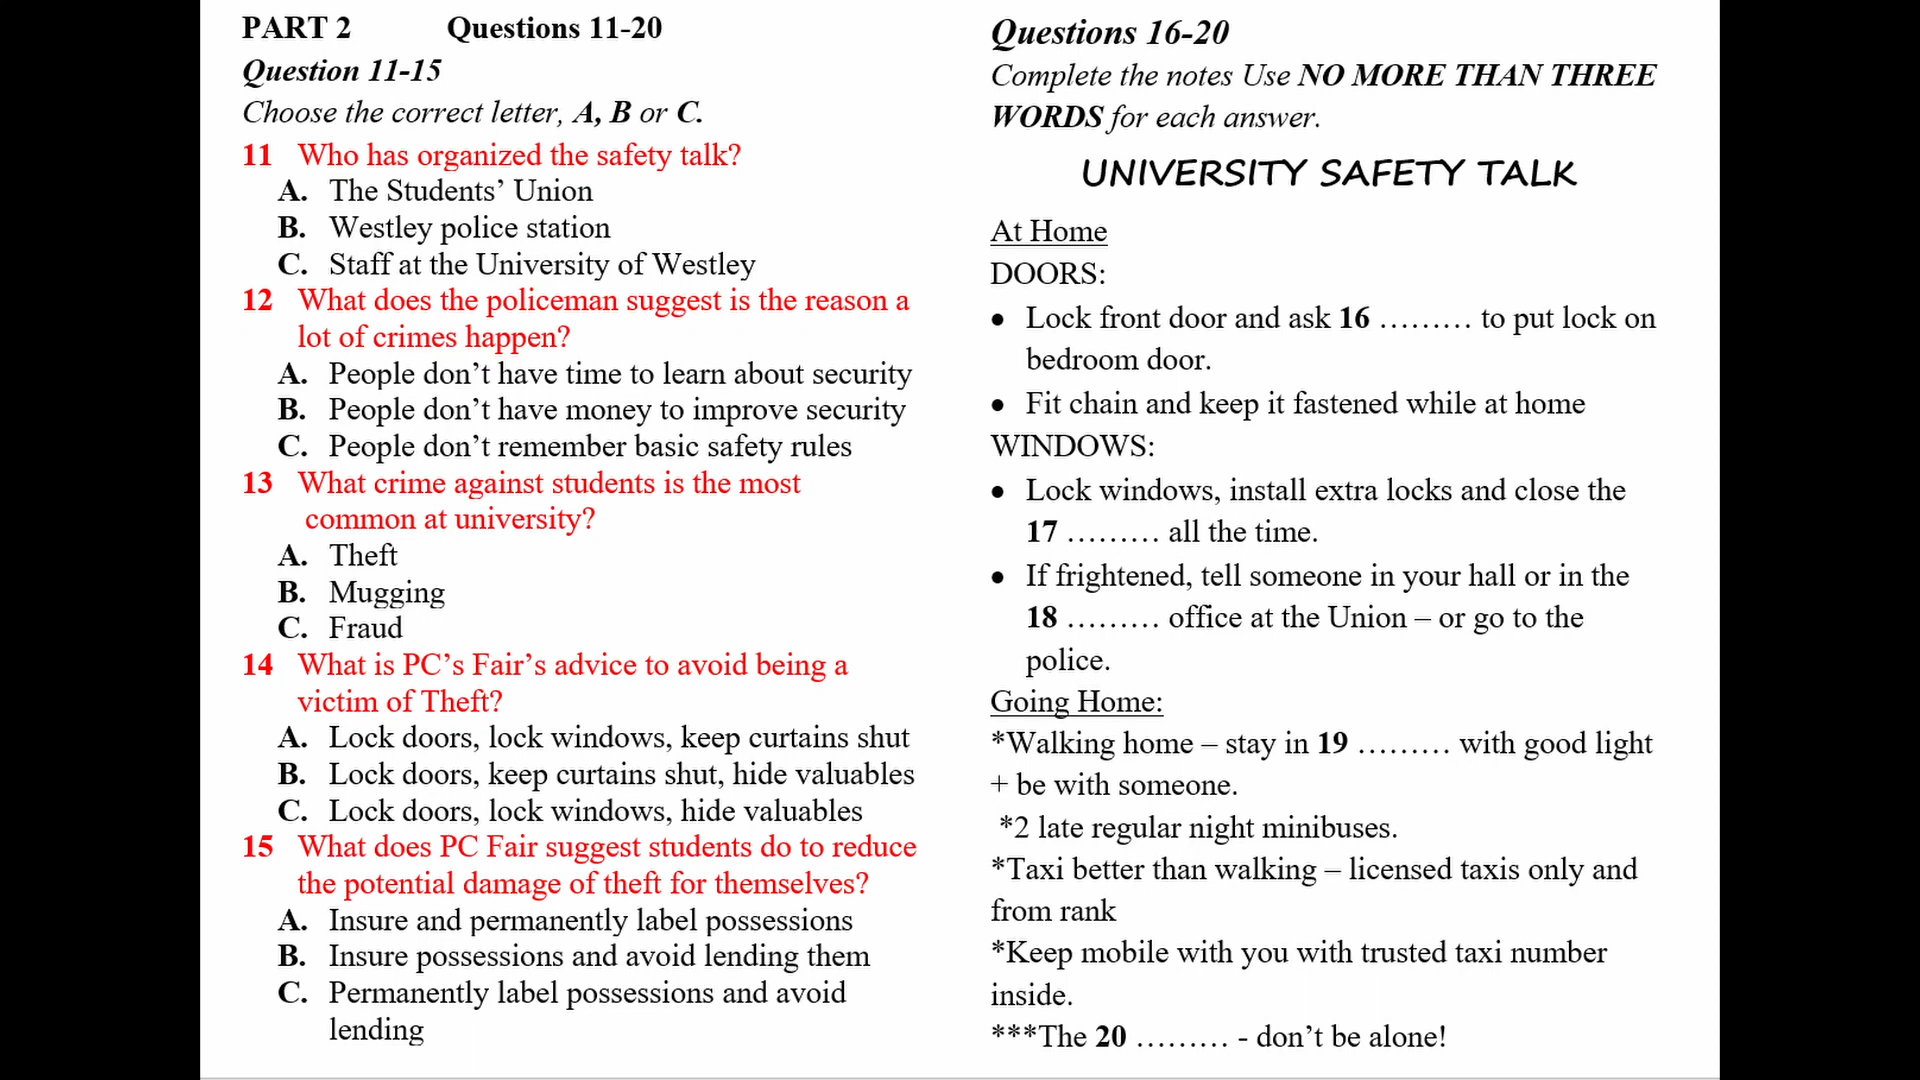 PART 2 Questions 11-20
Question 11-15
Choose the correct letter, A, B or C.
11 Who has organized the safety talk?
A. The Students’ Union
B. Westley police station
C. Staff at the University of Westley
12 What does the policeman suggest is the reason a
lot of crimes happen?
A. People don’t have time to learn about security
B. People don’t have money to improve security
C. People don’t remember basic safety rules
13 What crime against students is the most
common at university?
A. Theft
B. Mugging
C. Fraud
14 What is PC’s Fair’s advice to avoid being a
victim of Theft?
A. Lock doors, lock windows, keep curtains shut
B. Lock doors, keep curtains shut, hide valuables
C. Lock doors, lock windows, hide valuables
15 What does PC Fair suggest students do to reduce
the potential damage of theft for themselves?
A. Insure and permanently label possessions
B. Insure possessions and avoid lending them
C. Permanently label possessions and avoid
lending
Questions 16-20
Complete the notes Use NO MORE THAN THREE
WORDS for each answer.
UNIVERSITY SAFETY TALK
At Home
DOORS:
• Lock front door and ask 16 ……… to put lock on
bedroom door.
• Fit chain and keep it fastened while at home
WINDOWS:
• Lock windows, install extra locks and close the
17 ……… all the time.
• If frightened, tell someone in your hall or in the
18 ……… office at the Union – or go to the
police.
Going Home:
*Walking home – stay in 19 ……… with good light
+ be with someone.
*2 late regular night minibuses.
*Taxi better than walking – licensed taxis only and
from rank
*Keep mobile with you with trusted taxi number
inside.
***The 20 ……… - don’t be alone!